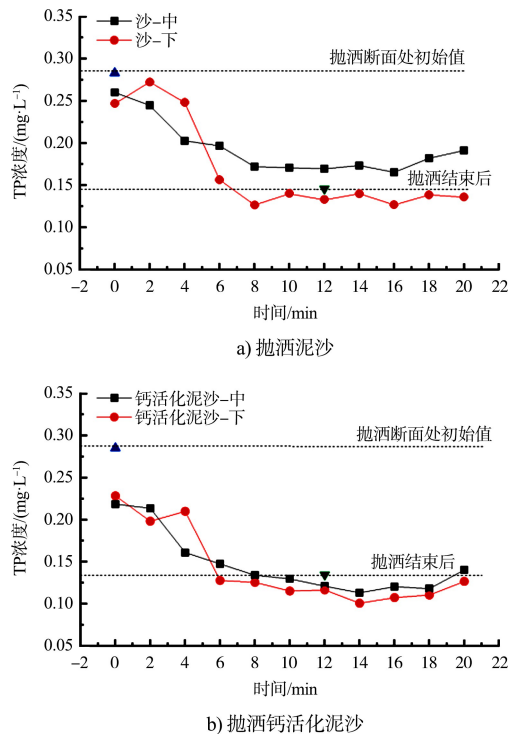 沙-中
沙-下
抛洒断面处初始值
抛洒结束后
TP浓度/(mg·L⁻¹)
0.35
0.30
0.25
0.20
0.15
0.10
0.05
−2 0 2 4 6 8 10 12 14 16 18 20 22
时间/min
a) 抛洒泥沙
钙活化泥沙-中
钙活化泥沙-下
抛洒断面处初始值
抛洒结束后
TP浓度/(mg·L⁻¹)
0.35
0.30
0.25
0.20
0.15
0.10
0.05
−2 0 2 4 6 8 10 12 14 16 18 20 22
时间/min
b) 抛洒钙活化泥沙